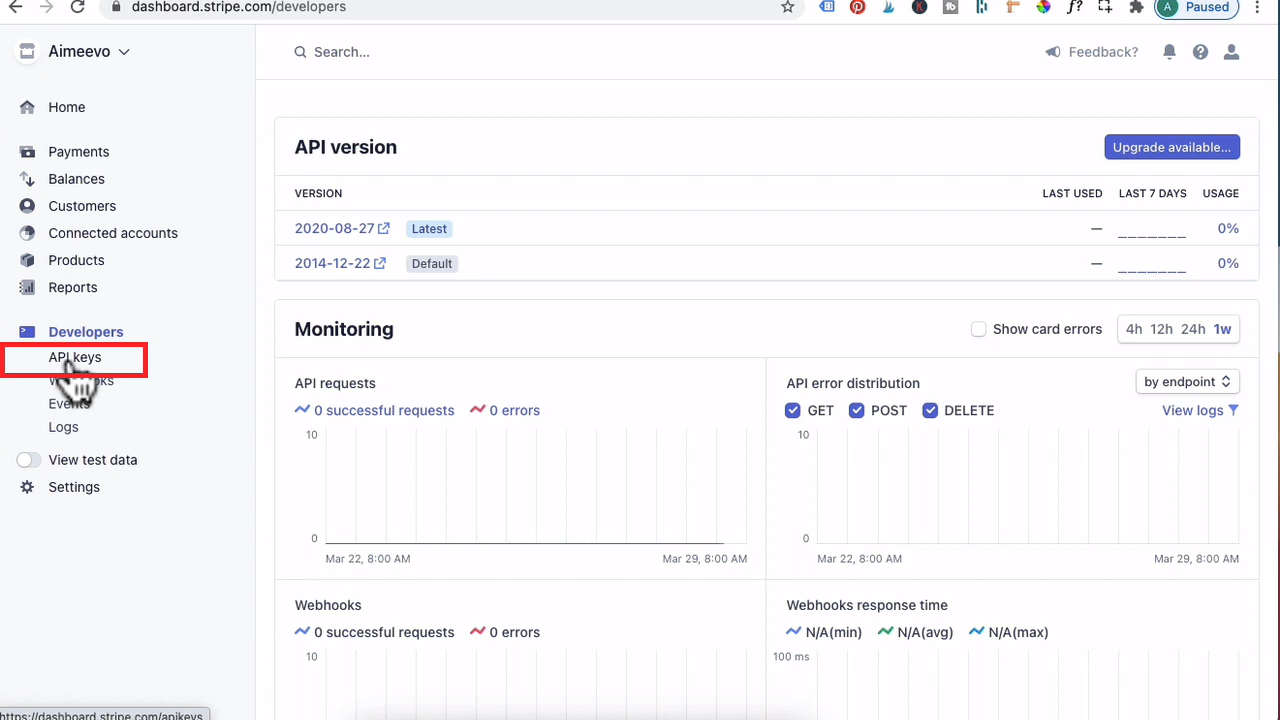 dashboard.stripe.com/developers
A Paused
Aimeevo
Search...
Feedback?
Home
Payments
Balances
Customers
Connected accounts
Products
Reports
Developers
API keys
Events
Logs
View test data
Settings
API version
Upgrade available...
VERSION LAST USED LAST 7 DAYS USAGE
2020-08-27 Latest — 0%
2014-12-22 Default — 0%
Monitoring
Show card errors 4h 12h 24h 1w
API requests
0 successful requests 0 errors
10
0
Mar 22, 8:00 AM Mar 29, 8:00 AM
API error distribution by endpoint
GET POST DELETE View logs
10
0
Mar 22, 8:00 AM Mar 29, 8:00 AM
Webhooks
0 successful requests 0 errors
10
Webhooks response time
N/A(min) N/A(avg) N/A(max)
100 ms
https://dashboard.stripe.com/apikeys